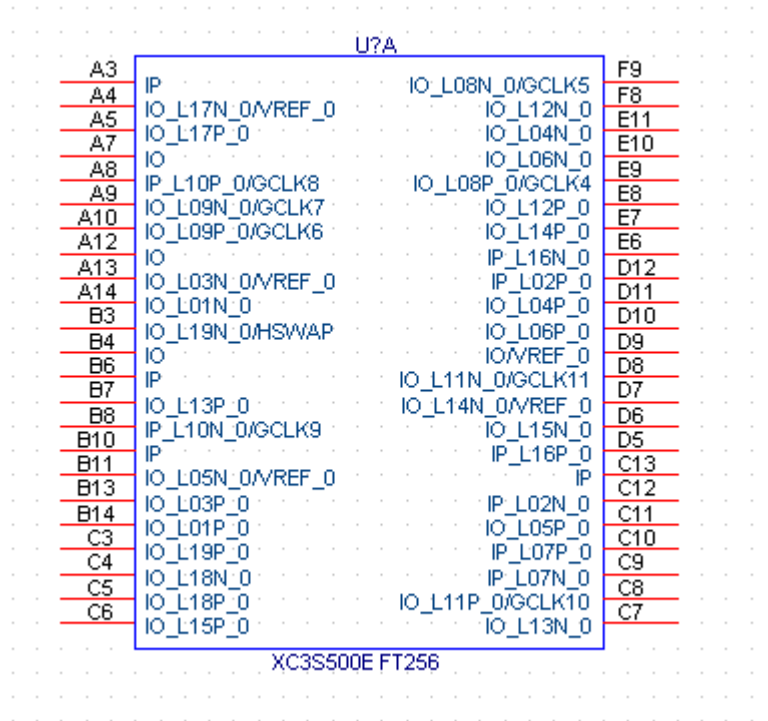 U?A
A3 IP IO_L08N_0/GCLK5 F9
A4 IO_L17N_0/VREF_0 IO_L12N_0 F8
A5 IO_L17P_0 IO_L04N_0 E11
A7 IO IO_L06N_0 E10
A8 IP_L10P_0/GCLK8 IO_L08P_0/GCLK4 E9
A9 IO_L09N_0/GCLK7 IO_L12P_0 E8
A10 IO_L09P_0/GCLK6 IO_L14P_0 E7
A12 IO IP_L16N_0 E6
A13 IO_L03N_0/VREF_0 IP_L02P_0 D12
A14 IO_L01N_0 IO_L04P_0 D11
B3 IO_L19N_0/HSWAP IO_L06P_0 D10
B4 IO IO/VREF_0 D9
B6 IP IO_L11N_0/GCLK11 D8
B7 IO_L13P_0 IO_L14N_0/VREF_0 D7
B8 IP_L10N_0/GCLK9 IO_L15N_0 D6
B10 IP IP_L16P_0 D5
B11 IO_L05N_0/VREF_0 IP C13
B13 IO_L03P_0 IP_L02N_0 C12
B14 IO_L01P_0 IO_L05P_0 C11
C3 IO_L19P_0 IP_L07P_0 C10
C4 IO_L18N_0 IP_L07N_0 C9
C5 IO_L18P_0 IO_L11P_0/GCLK10 C8
C6 IO_L15P_0 IO_L13N_0 C7
XC3S500E FT256